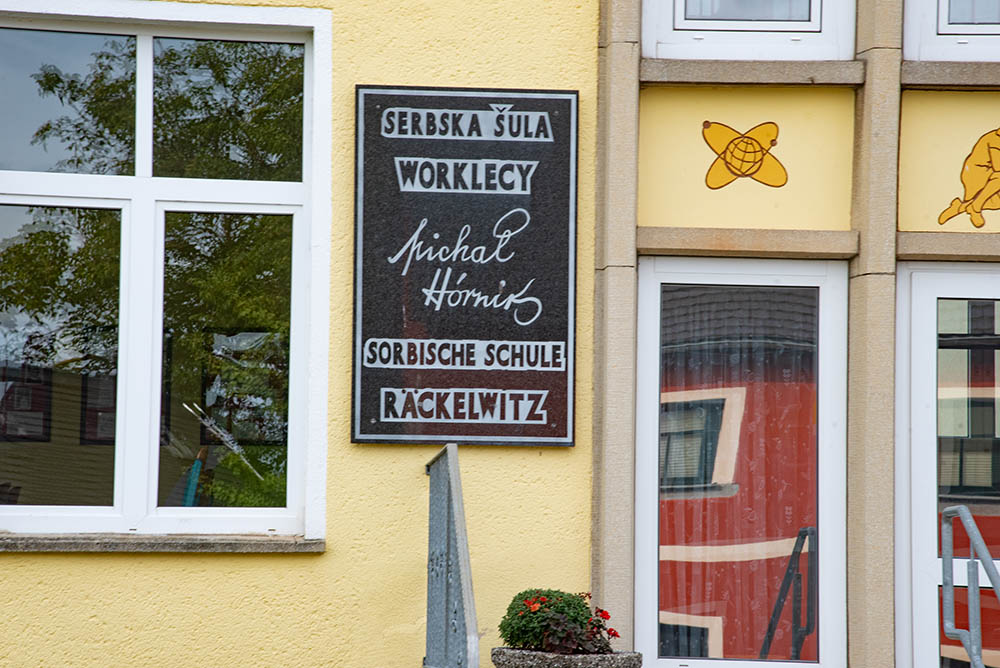 SERBSKA ŠULA
WORKLECY
Michał
Hórnik
SORBISCHE SCHULE
RÄCKELWITZ